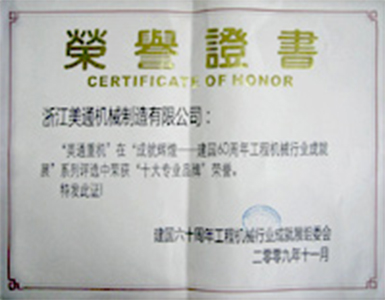 榮譽證書
CERTIFICATE OF HONOR
浙江美通机械制造有限公司：
“美通重机”在“成就辉煌——建国60周年工程机械行业成就
展”系列评选中荣获“十大专业品牌”荣誉。
特发此证！
建国六十周年工程机械行业成就展组委会
二零零九年十一月